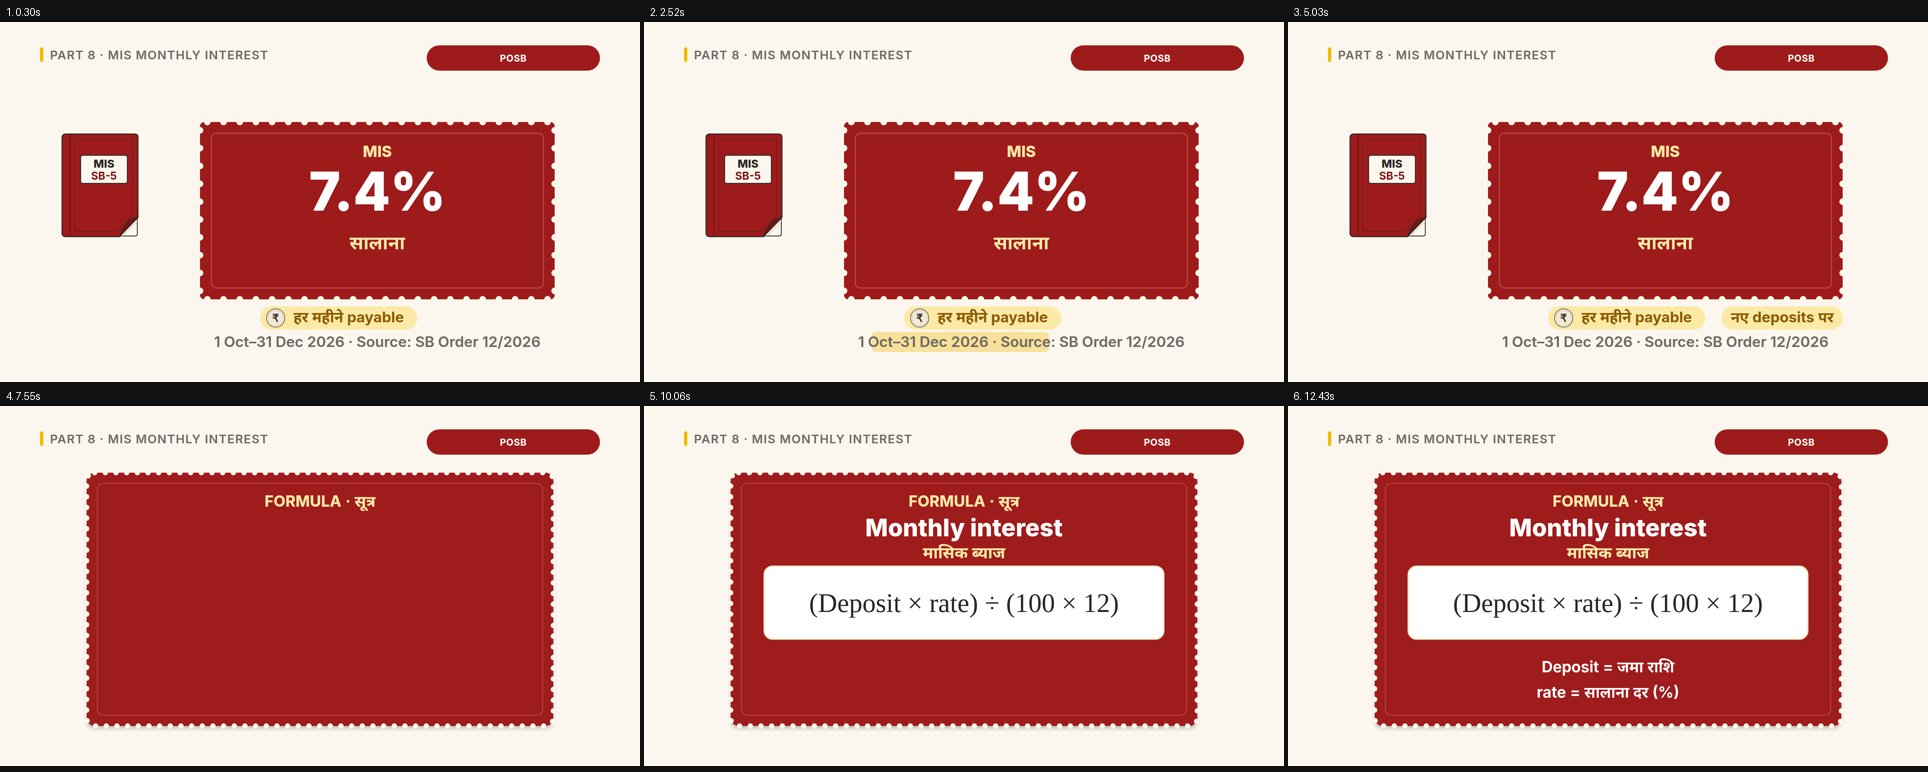 1. 0.30s
PART 8 · MIS MONTHLY INTEREST
POSB
MIS
SB-5
MIS
7.4%
सालाना
₹ हर महीने payable
1 Oct–31 Dec 2026 · Source: SB Order 12/2026
2. 2.52s
PART 8 · MIS MONTHLY INTEREST
POSB
MIS
SB-5
MIS
7.4%
सालाना
₹ हर महीने payable
1 Oct–31 Dec 2026 · Source: SB Order 12/2026
3. 5.03s
PART 8 · MIS MONTHLY INTEREST
POSB
MIS
SB-5
MIS
7.4%
सालाना
₹ हर महीने payable नए deposits पर
1 Oct–31 Dec 2026 · Source: SB Order 12/2026
4. 7.55s
PART 8 · MIS MONTHLY INTEREST
POSB
FORMULA · सूत्र
5. 10.06s
PART 8 · MIS MONTHLY INTEREST
POSB
FORMULA · सूत्र
Monthly interest
मासिक ब्याज
(Deposit × rate) ÷ (100 × 12)
6. 12.43s
PART 8 · MIS MONTHLY INTEREST
POSB
FORMULA · सूत्र
Monthly interest
मासिक ब्याज
(Deposit × rate) ÷ (100 × 12)
Deposit = जमा राशि
rate = सालाना दर (%)